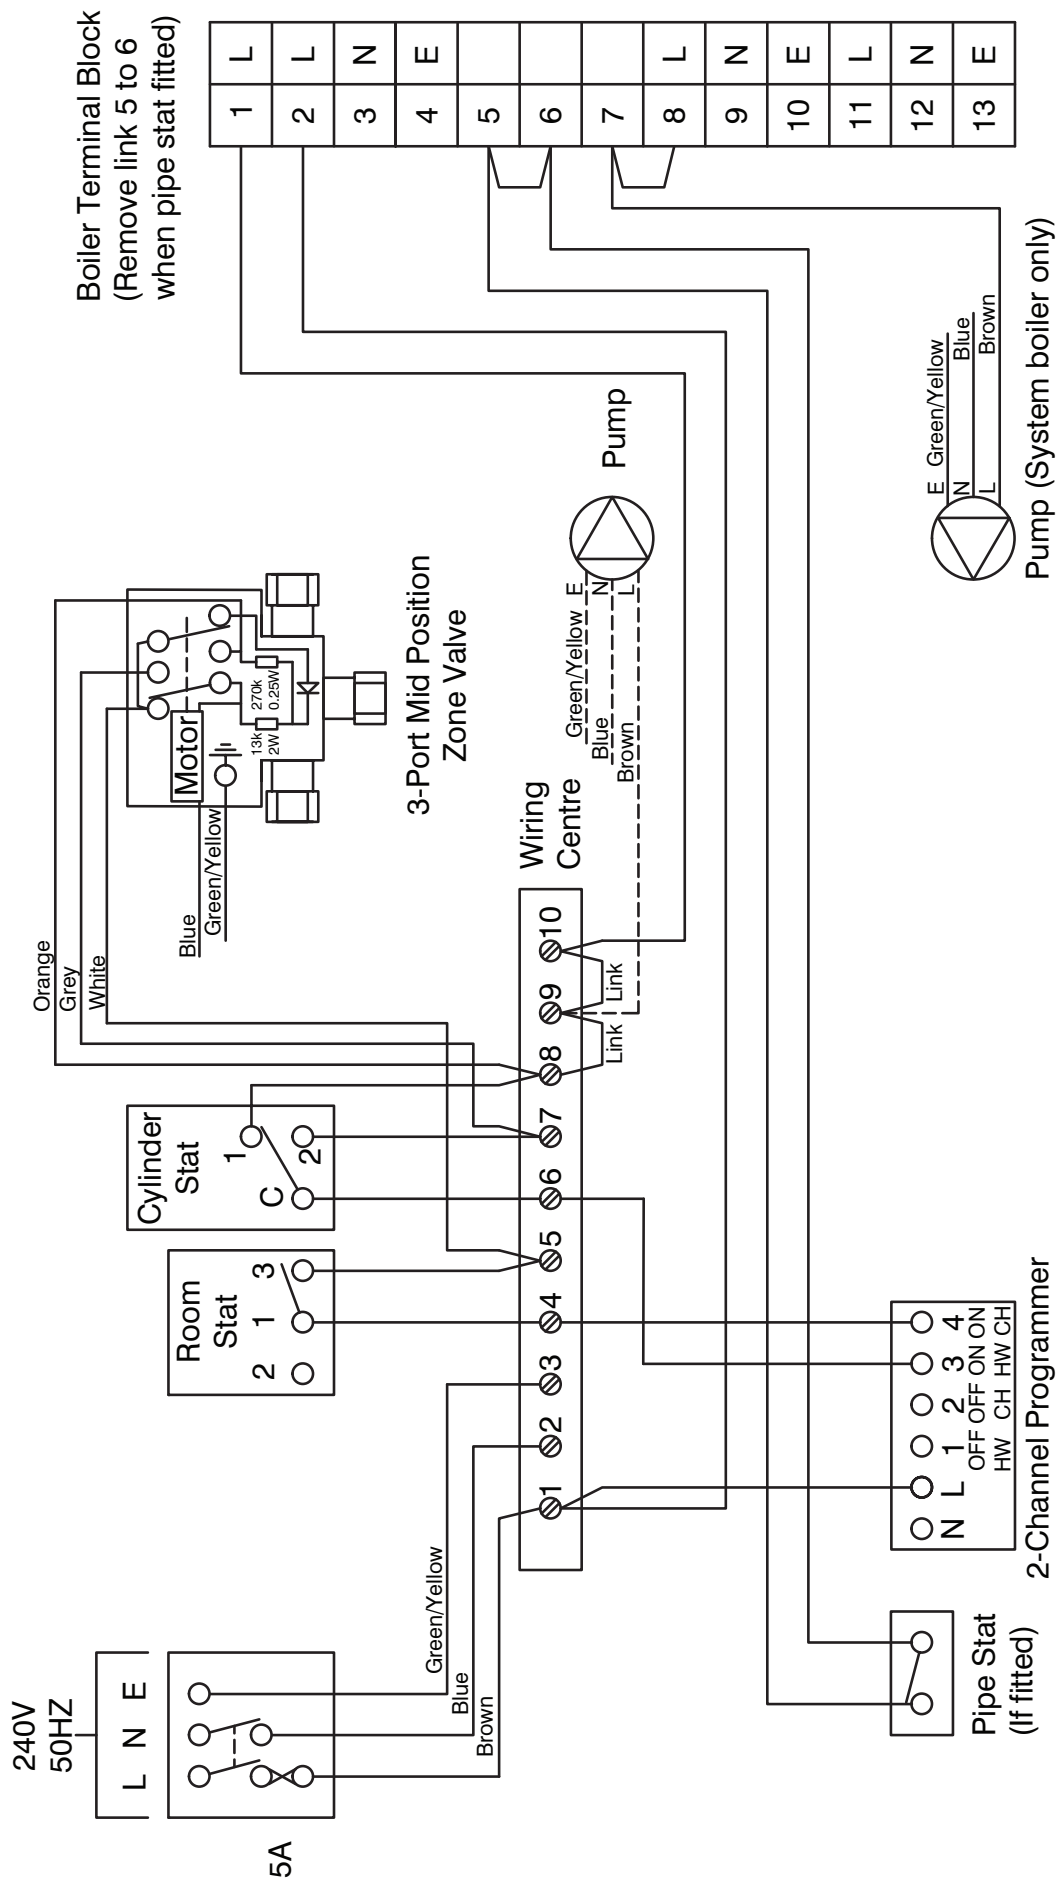 240V
50HZ
L N E
5A
Green/Yellow
Blue
Brown
Room
Stat
2 1 3
Cylinder
Stat
C
1
2
Orange
Grey
White
Blue
Green/Yellow
Motor
13k
2W
270k
0.25W
3-Port Mid Position
Zone Valve
Boiler Terminal Block
(Remove link 5 to 6
when pipe stat fitted)
1 L
2 L
3 N
4 E
5
6
7
8 L
9 N
10 E
11 L
12 N
13 E
Wiring
Centre
1 2 3 4 5 6 7 8 9 10
Link
Link
Green/Yellow E
Blue N
Brown L
Pump
Pipe Stat
(If fitted)
N L 1 2 3 4
OFF OFF ON ON
HW CH HW CH
2-Channel Programmer
E Green/Yellow
N Blue
L Brown
Pump (System boiler only)